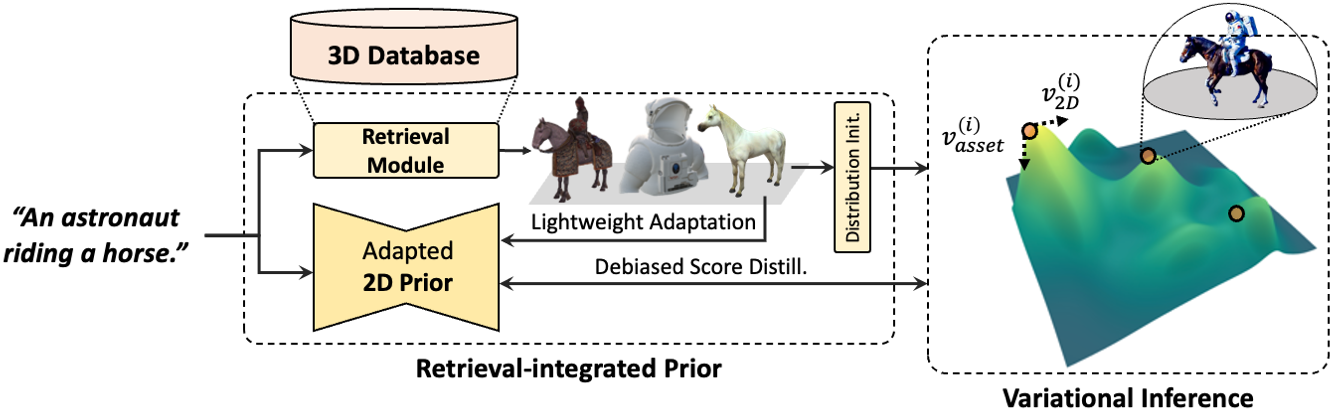 3D Database
Retrieval
Module
Distribution Init.
Lightweight Adaptation
“An astronaut
riding a horse.”
Adapted
2D Prior
Debiased Score Distill.
Retrieval-integrated Prior
v_{2D}^{(i)}
v_{asset}^{(i)}
Variational Inference